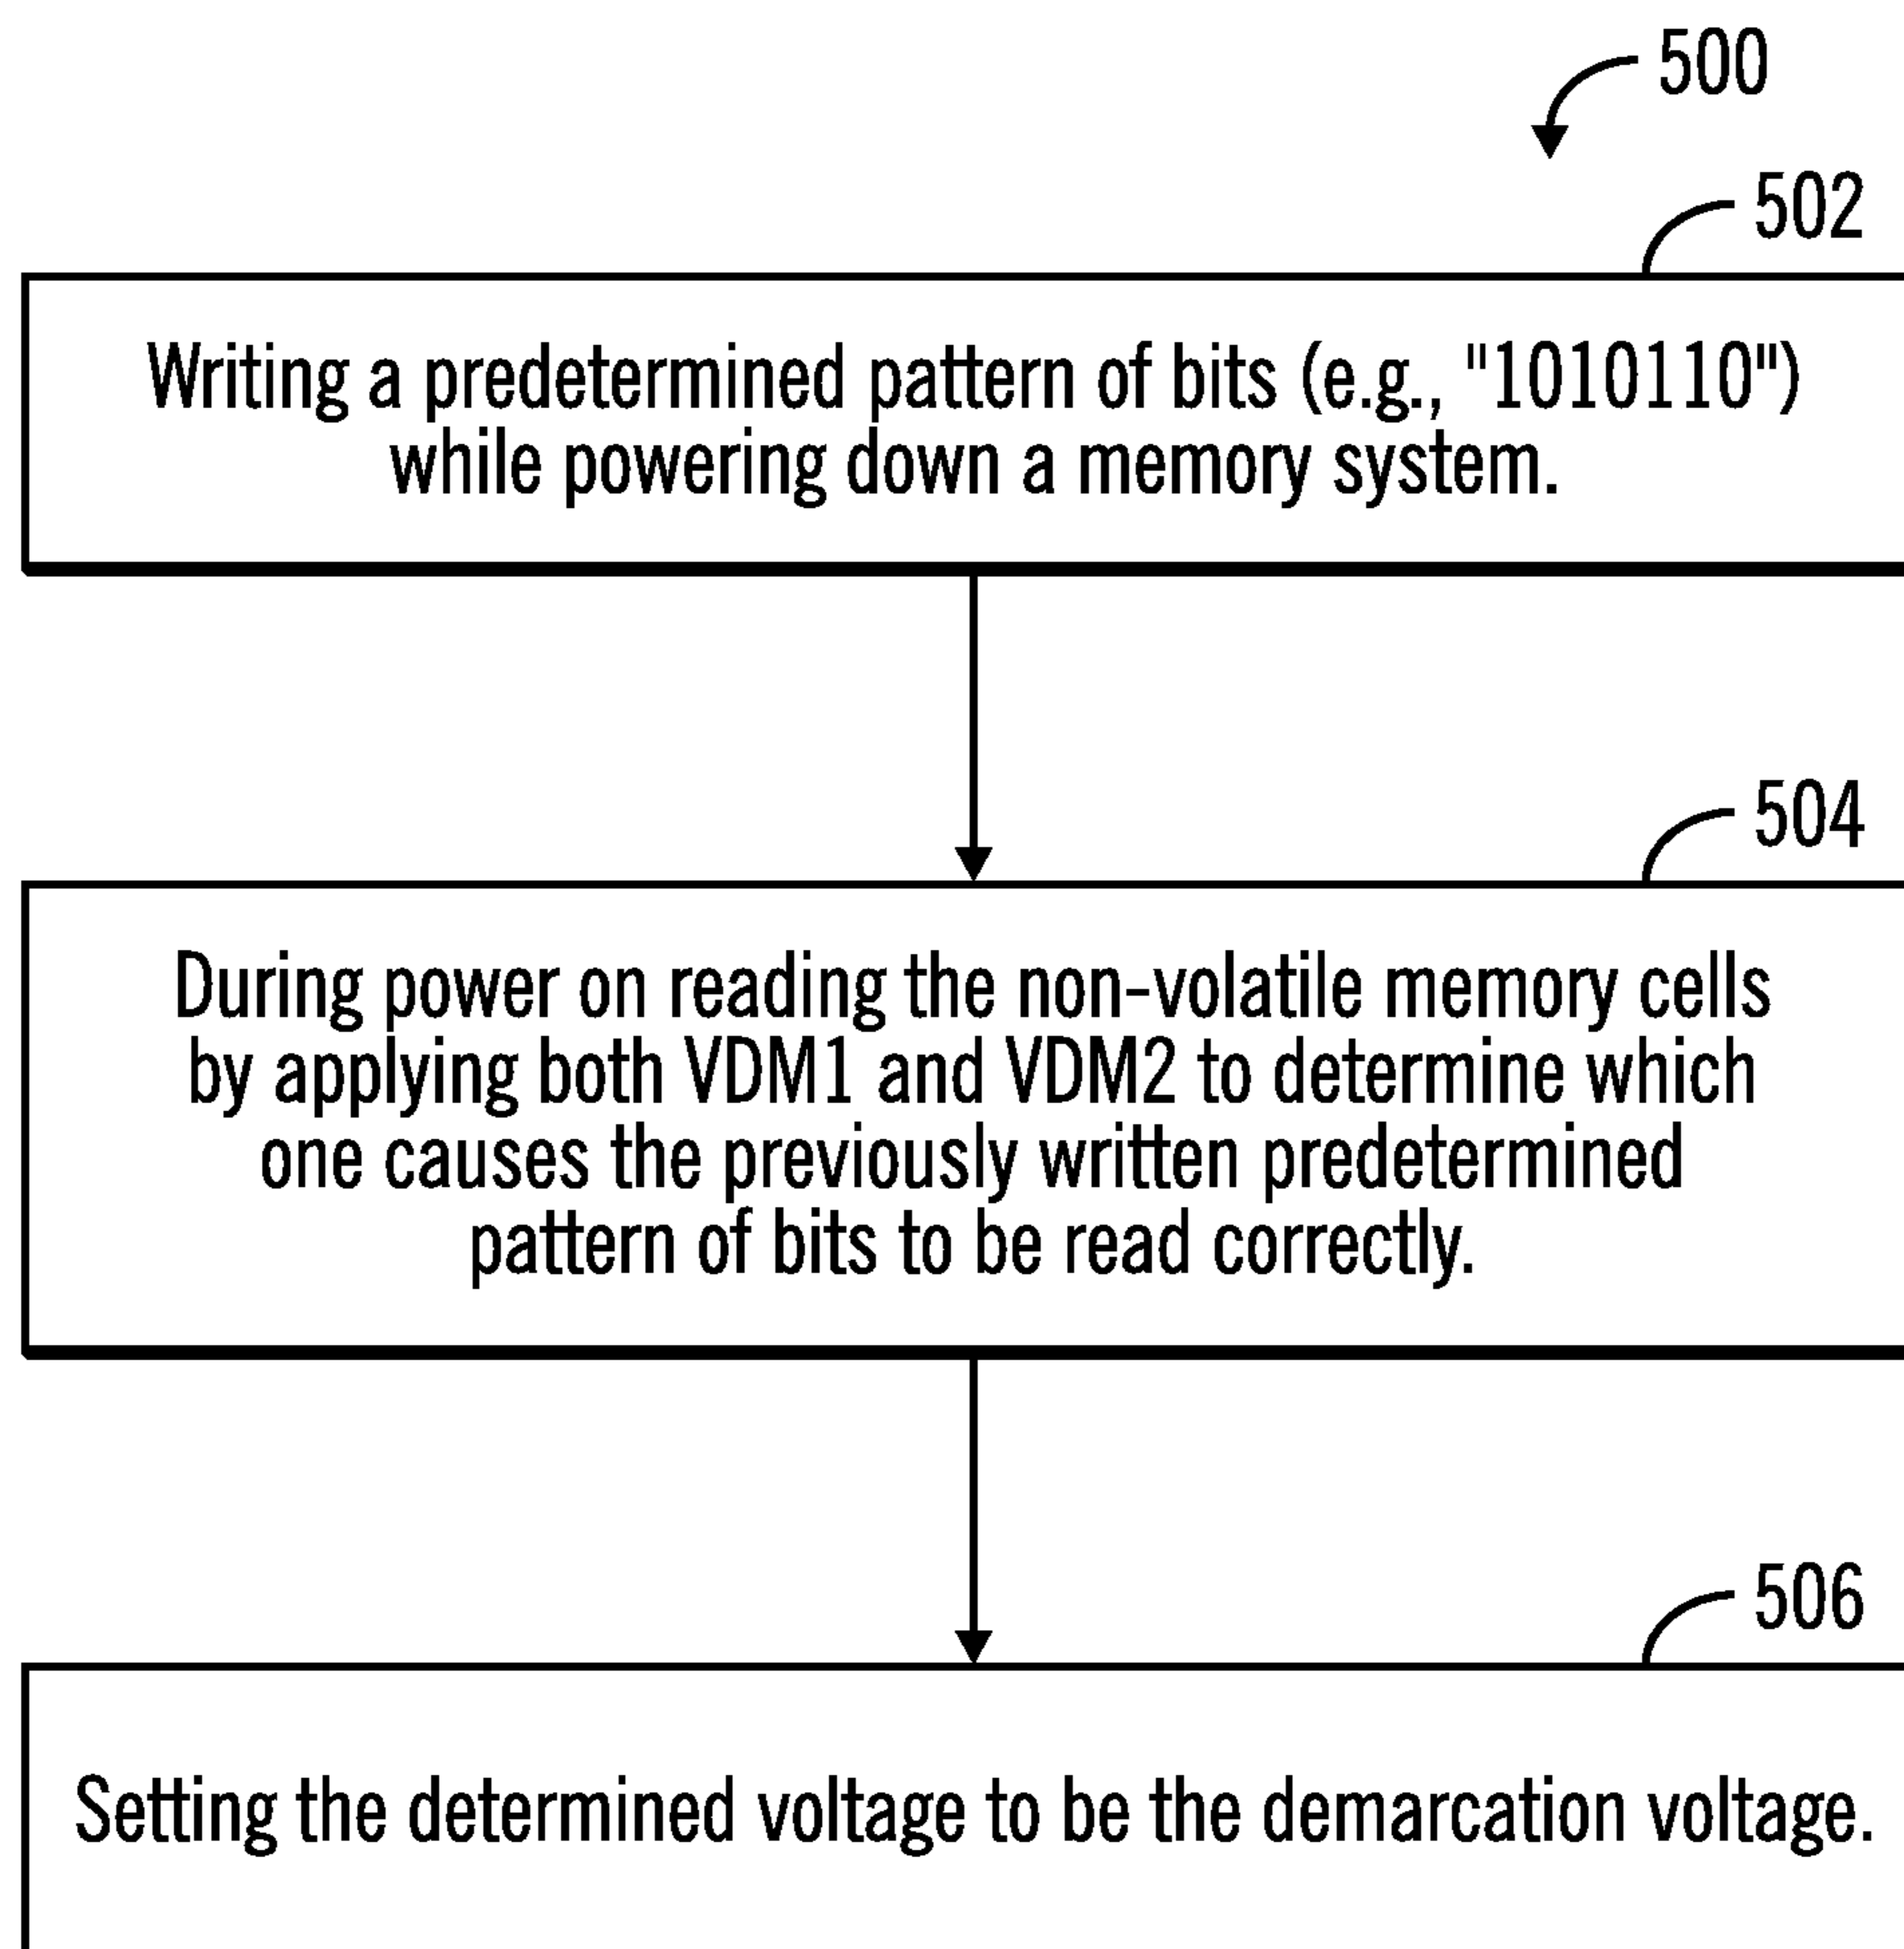 500
502
Writing a predetermined pattern of bits (e.g., "1010110")
while powering down a memory system.
504
During power on reading the non-volatile memory cells
by applying both VDM1 and VDM2 to determine which
one causes the previously written predetermined
pattern of bits to be read correctly.
506
Setting the determined voltage to be the demarcation voltage.